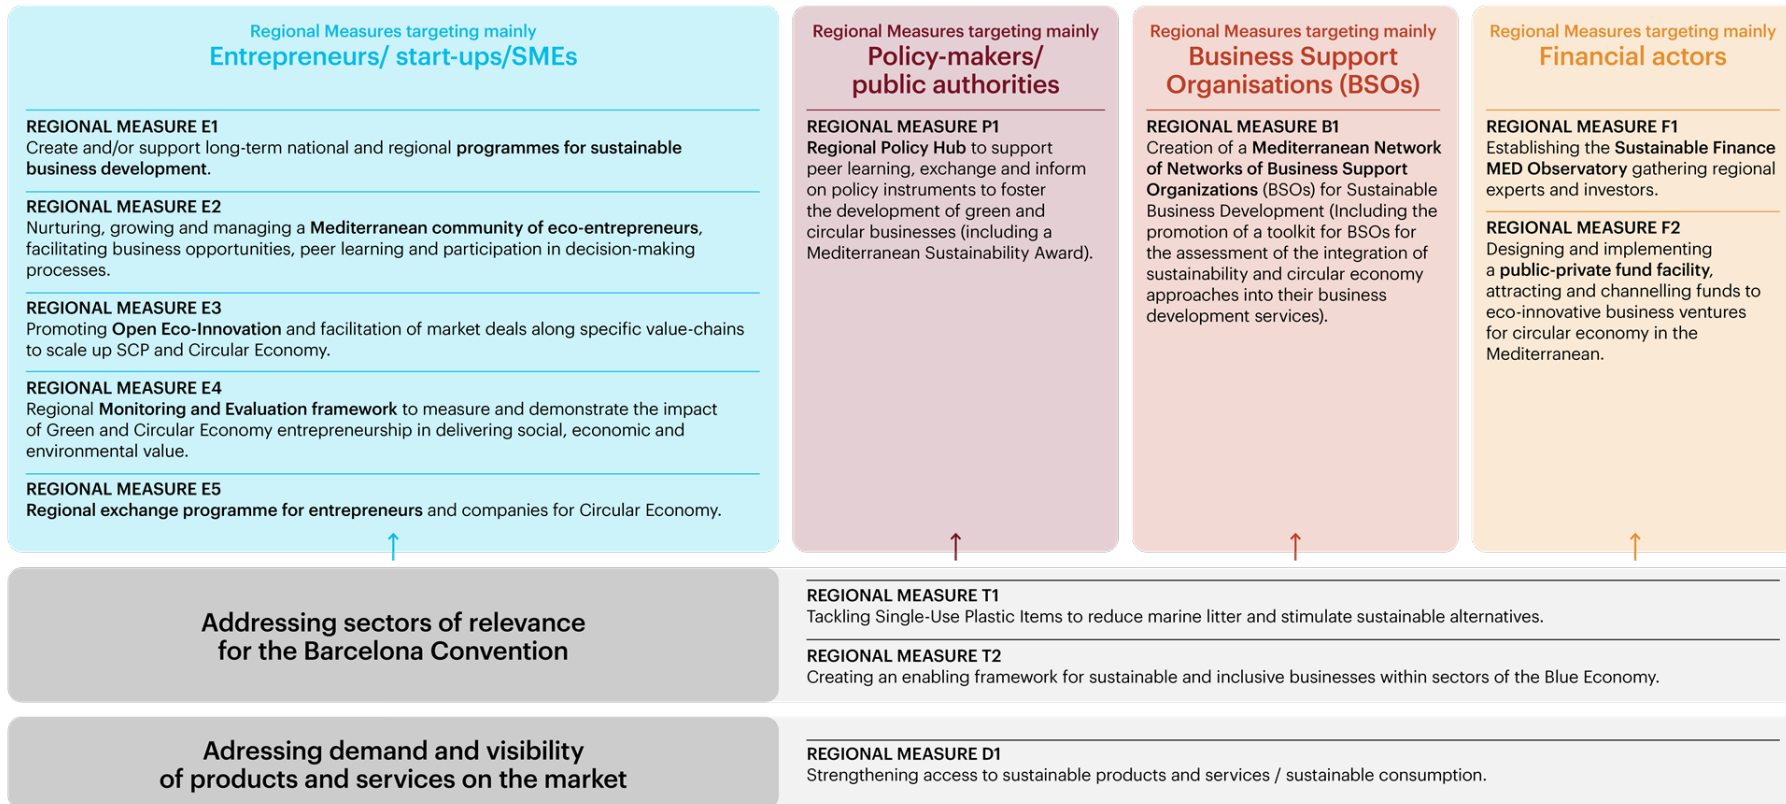 Regional Measures targeting mainly
Entrepreneurs/ start-ups/SMEs
REGIONAL MEASURE E1
Create and/or support long-term national and regional programmes for sustainable
business development.
REGIONAL MEASURE E2
Nurturing, growing and managing a Mediterranean community of eco-entrepreneurs,
facilitating business opportunities, peer learning and participation in decision-making
processes.
REGIONAL MEASURE E3
Promoting Open Eco-Innovation and facilitation of market deals along specific value-chains
to scale up SCP and Circular Economy.
REGIONAL MEASURE E4
Regional Monitoring and Evaluation framework to measure and demonstrate the impact
of Green and Circular Economy entrepreneurship in delivering social, economic and
environmental value.
REGIONAL MEASURE E5
Regional exchange programme for entrepreneurs and companies for Circular Economy.
Regional Measures targeting mainly
Policy-makers/
public authorities
REGIONAL MEASURE P1
Regional Policy Hub to support
peer learning, exchange and inform
on policy instruments to foster
the development of green and
circular businesses (including a
Mediterranean Sustainability Award).
Regional Measures targeting mainly
Business Support
Organisations (BSOs)
REGIONAL MEASURE B1
Creation of a Mediterranean Network
of Networks of Business Support
Organizations (BSOs) for Sustainable
Business Development (Including the
promotion of a toolkit for BSOs for
the assessment of the integration of
sustainability and circular economy
approaches into their business
development services).
Regional Measures targeting mainly
Financial actors
REGIONAL MEASURE F1
Establishing the Sustainable Finance
MED Observatory gathering regional
experts and investors.
REGIONAL MEASURE F2
Designing and implementing
a public-private fund facility,
attracting and channelling funds to
eco-innovative business ventures
for circular economy in the
Mediterranean.
Addressing sectors of relevance
for the Barcelona Convention
REGIONAL MEASURE T1
Tackling Single-Use Plastic Items to reduce marine litter and stimulate sustainable alternatives.
REGIONAL MEASURE T2
Creating an enabling framework for sustainable and inclusive businesses within sectors of the Blue Economy.
Adressing demand and visibility
of products and services on the market
REGIONAL MEASURE D1
Strengthening access to sustainable products and services / sustainable consumption.